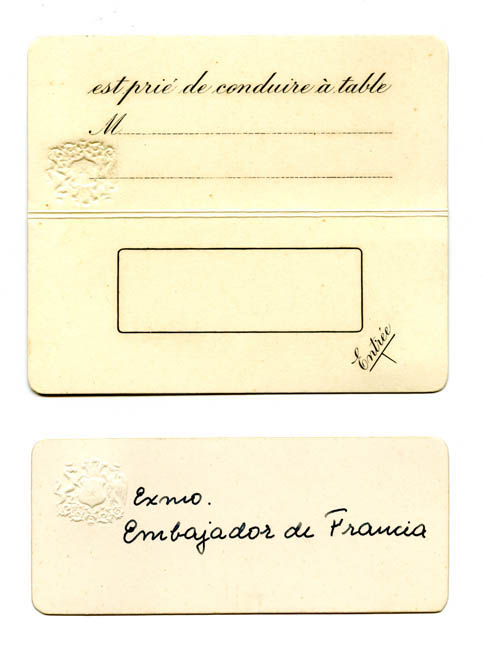 est prié de conduire à table
M
Entrée
Exmo.
Embajador de Francia